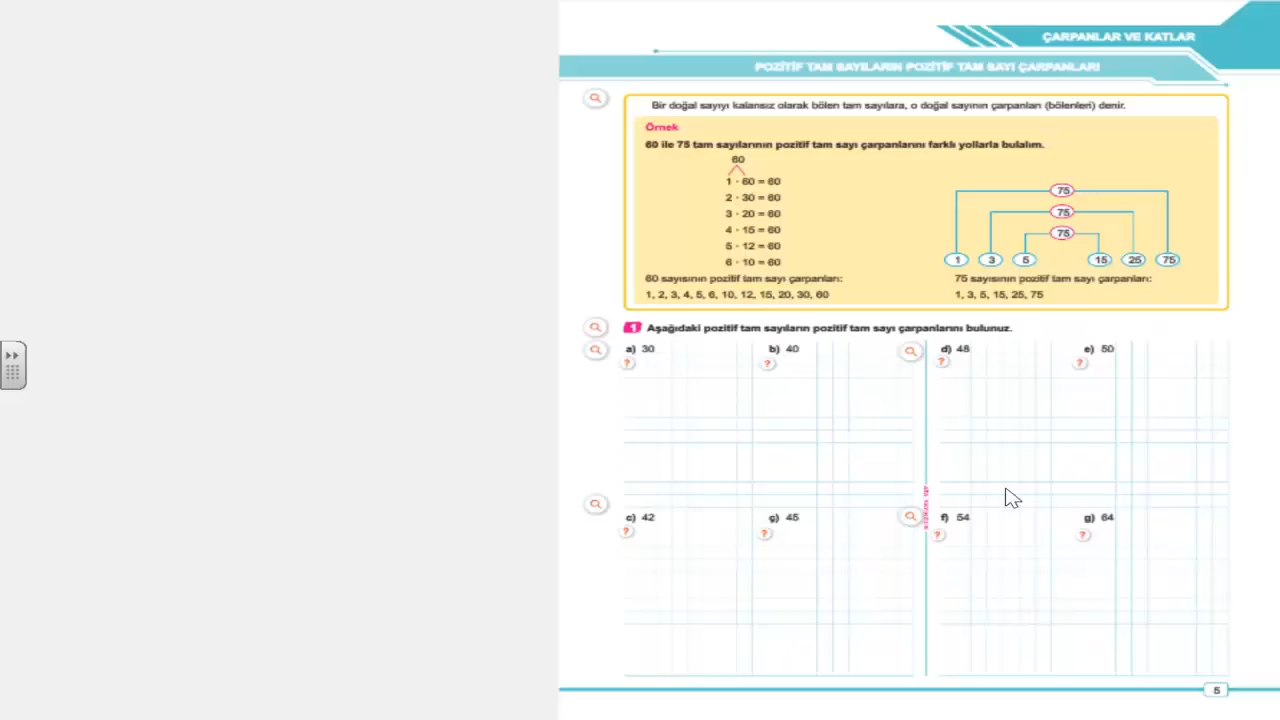 ÇARPANLAR VE KATLAR
POZİTİF TAM SAYILARIN POZİTİF TAM SAYI ÇARPANLARI
Bir doğal sayıyı kalansız olarak bölen tam sayılara, o doğal sayının çarpanları (bölenleri) denir.
Örnek
60 ile 75 tam sayılarının pozitif tam sayı çarpanlarını farklı yollarla bulalım.
60
1 · 60 = 60
2 · 30 = 60
3 · 20 = 60
4 · 15 = 60
5 · 12 = 60
6 · 10 = 60
60 sayısının pozitif tam sayı çarpanları:
1, 2, 3, 4, 5, 6, 10, 12, 15, 20, 30, 60
75
75
75
1 3 5 15 25 75
75 sayısının pozitif tam sayı çarpanları:
1, 3, 5, 15, 25, 75
1 Aşağıdaki pozitif tam sayıların pozitif tam sayı çarpanlarını bulunuz.
a) 30 b) 40 d) 48 e) 50
? ? ? ?
c) 42 ç) 45 f) 54 g) 64
? ? ? ?
5